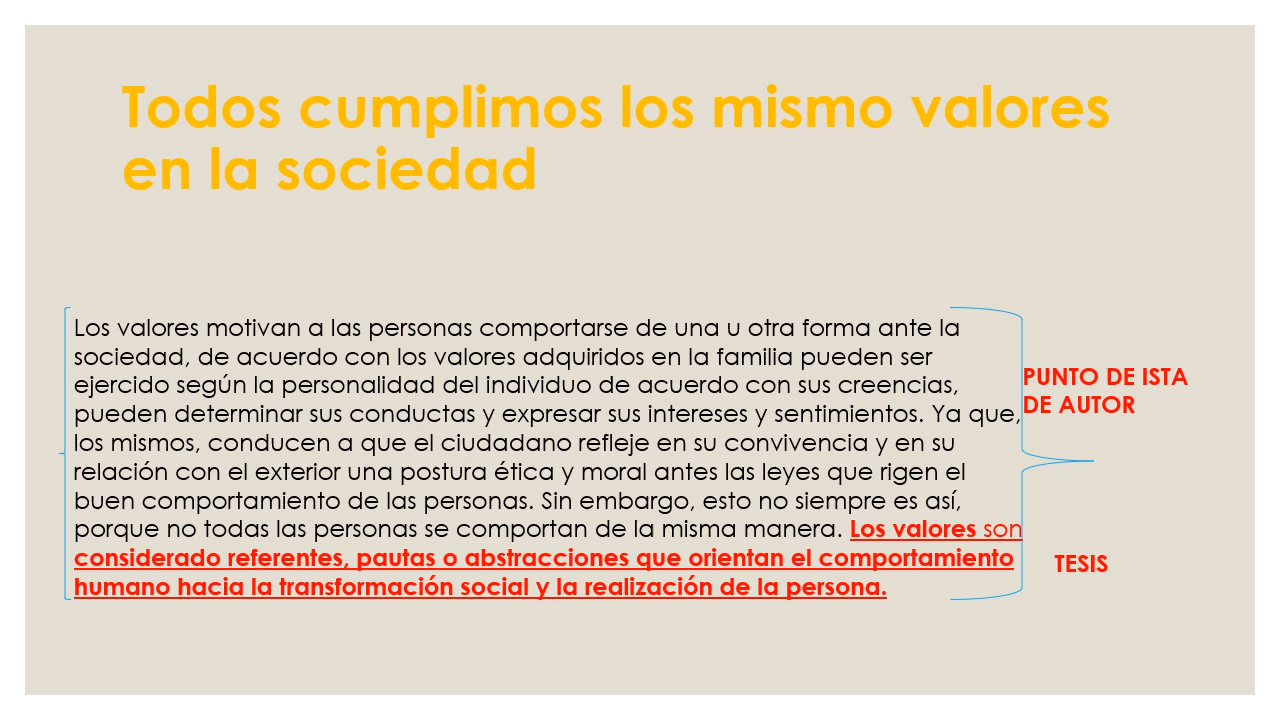 Todos cumplimos los mismo valores
en la sociedad
Los valores motivan a las personas comportarse de una u otra forma ante la
sociedad, de acuerdo con los valores adquiridos en la familia pueden ser
ejercido según la personalidad del individuo de acuerdo con sus creencias,
pueden determinar sus conductas y expresar sus intereses y sentimientos. Ya que,
los mismos, conducen a que el ciudadano refleje en su convivencia y en su
relación con el exterior una postura ética y moral antes las leyes que rigen el
buen comportamiento de las personas. Sin embargo, esto no siempre es así,
porque no todas las personas se comportan de la misma manera. Los valores son
considerado referentes, pautas o abstracciones que orientan el comportamiento
humano hacia la transformación social y la realización de la persona.
PUNTO DE ISTA
DE AUTOR
TESIS